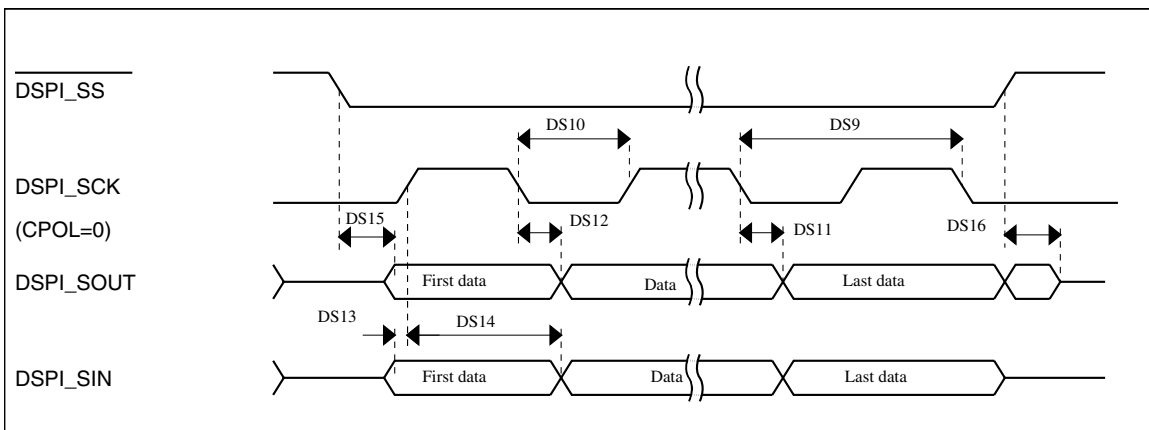 DSPI_SS
DS10
DS9
DSPI_SCK
(CPOL=0)
DS15
DS12
DS11
DS16
DSPI_SOUT
First data
Data
Last data
DS13
DS14
DSPI_SIN
First data
Data
Last data